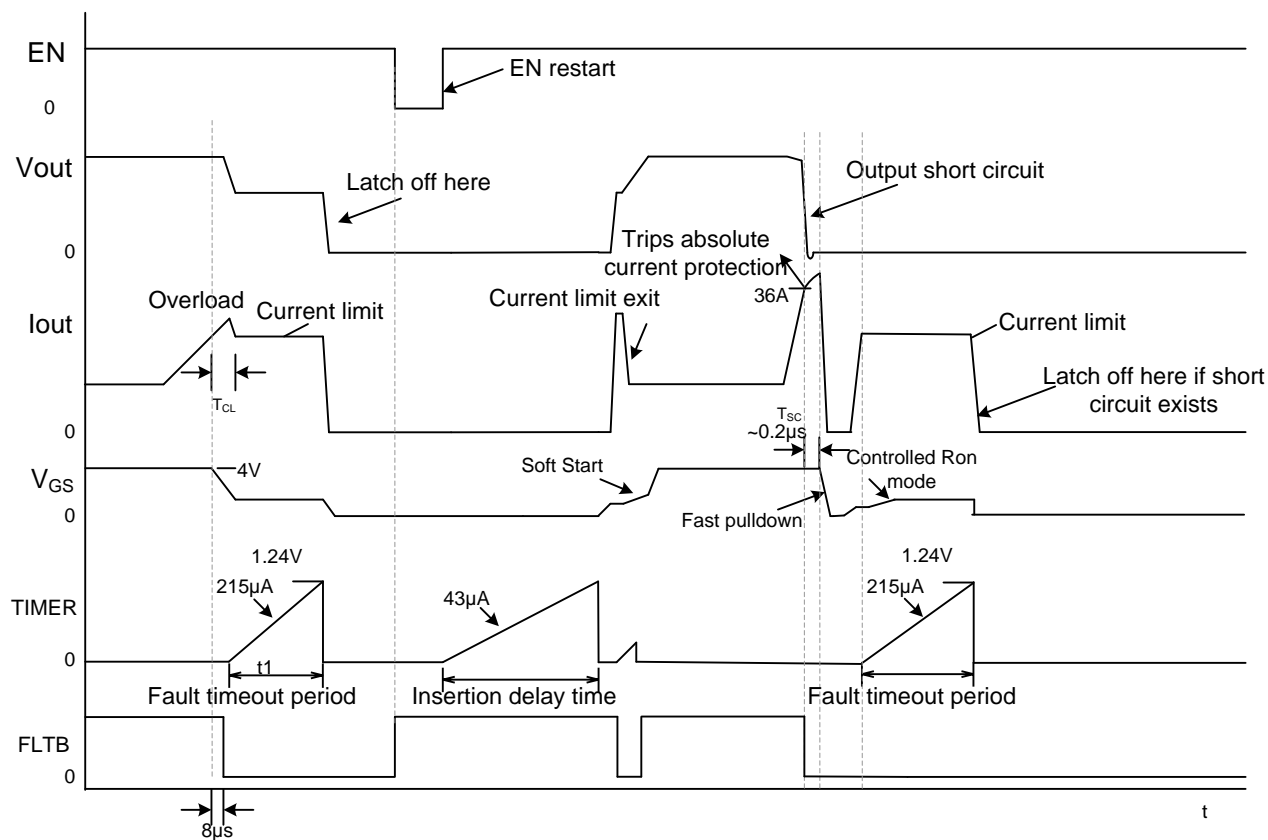 EN
EN restart
0
Vout
Latch off here
Output short circuit
0
Trips absolute
current protection
36A
Overload
Current limit
Current limit exit
Iout
Current limit
TCL
Latch off here if short
circuit exists
TSC
~0.2µs
0
VGS
4V
Soft Start
Controlled Ron
mode
0
Fast pulldown
1.24V
1.24V
215µA
43µA
215µA
TIMER
0
t1
Fault timeout period
Insertion delay time
Fault timeout period
FLTB
0
t
8µs